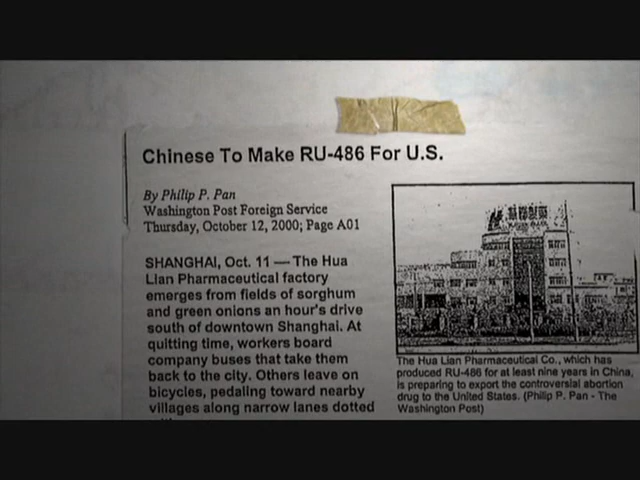 Chinese To Make RU-486 For U.S.
By Philip P. Pan
Washington Post Foreign Service
Thursday, October 12, 2000; Page A01
SHANGHAI, Oct. 11 — The Hua
Lian Pharmaceutical factory
emerges from fields of sorghum
and green onions an hour's drive
south of downtown Shanghai. At
quitting time, workers board
company buses that take them
back to the city. Others leave on
bicycles, pedaling toward nearby
villages along narrow lanes dotted
The Hua Lian Pharmaceutical Co., which has
produced RU-486 for at least nine years in China,
is preparing to export the controversial abortion
drug to the United States. (Philip P. Pan - The
Washington Post)